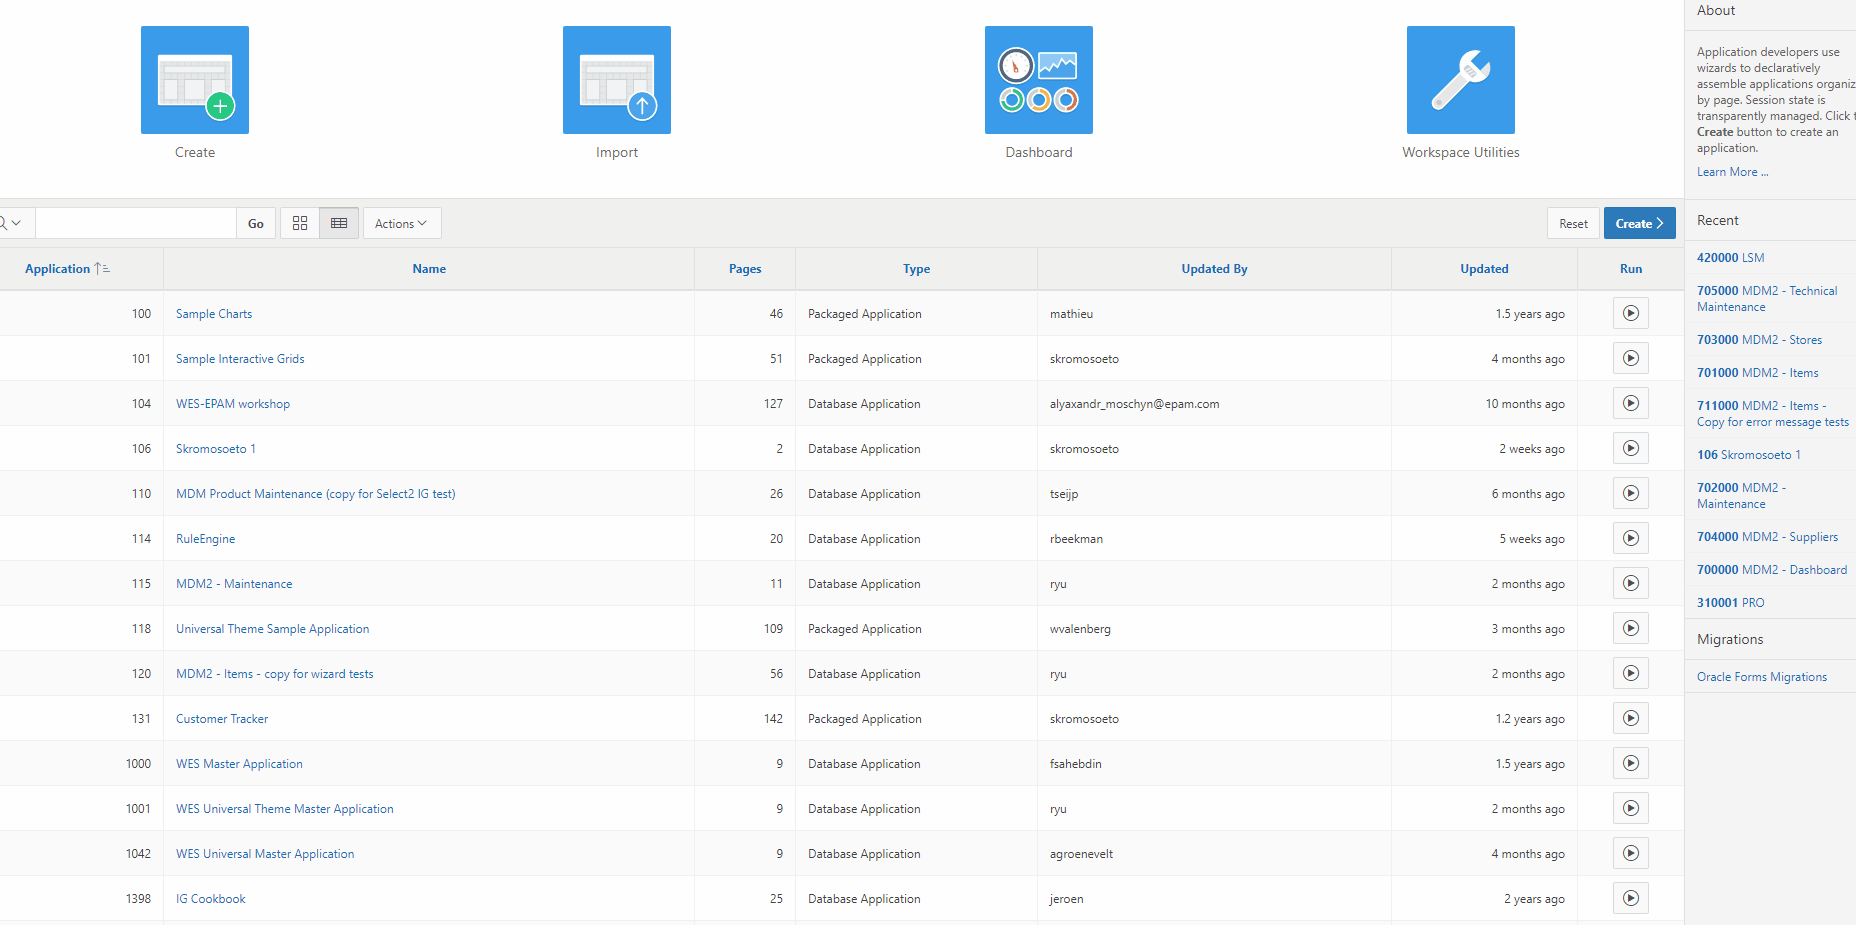 Create
Import
Dashboard
Workspace Utilities
Go
Actions
Reset
Create
Application Name Pages Type Updated By Updated Run
100 Sample Charts 46 Packaged Application mathieu 1.5 years ago
101 Sample Interactive Grids 51 Packaged Application skromosoeto 4 months ago
104 WES-EPAM workshop 127 Database Application alyaxandr_moschyn@epam.com 10 months ago
106 Skromosoeto 1 2 Database Application skromosoeto 2 weeks ago
110 MDM Product Maintenance (copy for Select2 IG test) 26 Database Application tseijp 6 months ago
114 RuleEngine 20 Database Application rbeekman 5 weeks ago
115 MDM2 - Maintenance 11 Database Application ryu 2 months ago
118 Universal Theme Sample Application 109 Packaged Application wvalenberg 3 months ago
120 MDM2 - Items - copy for wizard tests 56 Database Application ryu 2 months ago
131 Customer Tracker 142 Packaged Application skromosoeto 1.2 years ago
1000 WES Master Application 9 Database Application fsahebdin 1.5 years ago
1001 WES Universal Theme Master Application 9 Database Application ryu 2 months ago
1042 WES Universal Master Application 9 Database Application agroenevelt 4 months ago
1398 IG Cookbook 25 Database Application jeroen 2 years ago
About
Application developers use
wizards to declaratively
assemble applications organiz
by page. Session state is
transparently managed. Click t
Create button to create an
application.
Learn More ...
Recent
420000 LSM
705000 MDM2 - Technical
Maintenance
703000 MDM2 - Stores
701000 MDM2 - Items
711000 MDM2 - Items -
Copy for error message tests
106 Skromosoeto 1
702000 MDM2 -
Maintenance
704000 MDM2 - Suppliers
700000 MDM2 - Dashboard
310001 PRO
Migrations
Oracle Forms Migrations